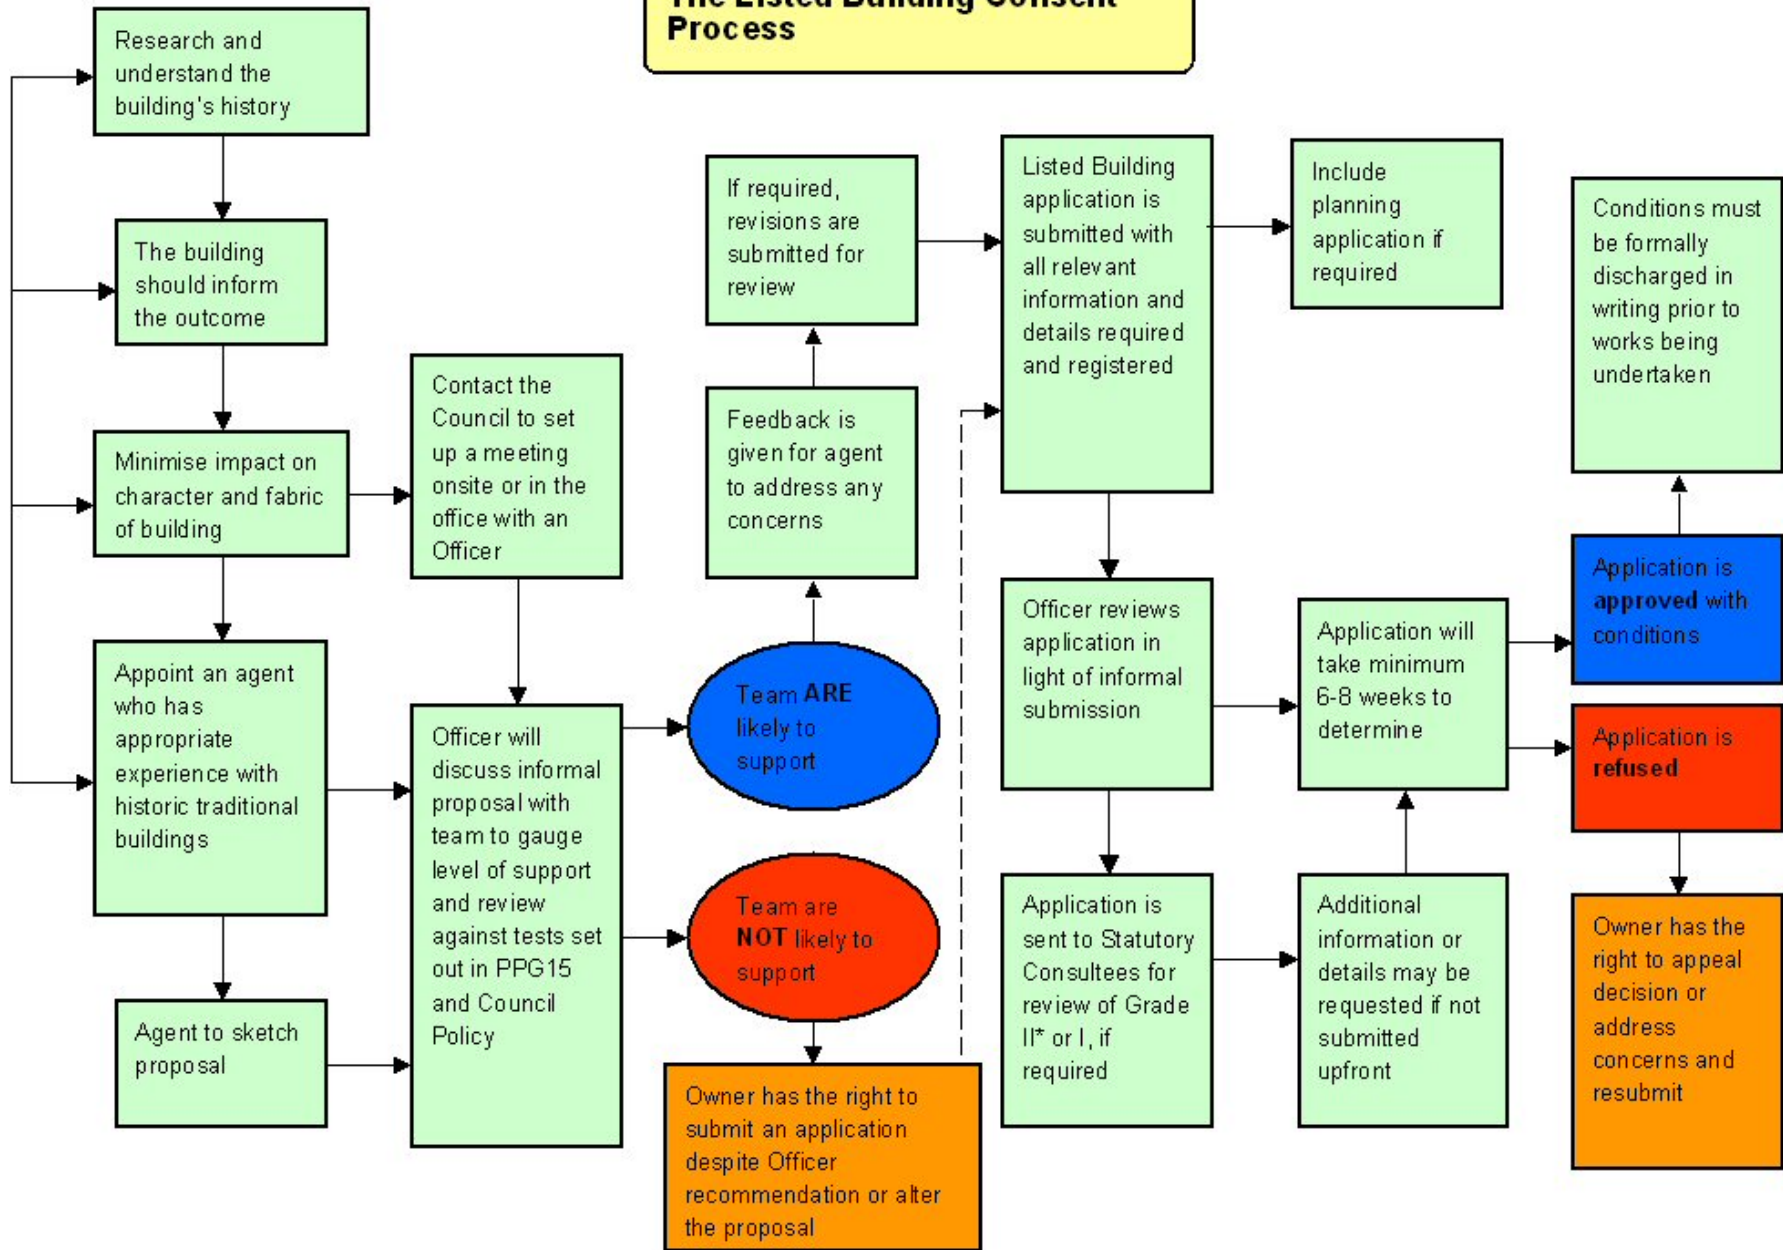 The Listed Building Consent
Process
Research and
understand the
building's history
The building
should inform
the outcome
Minimise impact on
character and fabric
of building
Appoint an agent
who has
appropriate
experience with
historic traditional
buildings
Agent to sketch
proposal
Contact the
Council to set
up a meeting
onsite or in the
office with an
Officer
Officer will
discuss informal
proposal with
team to gauge
level of support
and review
against tests set
out in PPG15
and Council
Policy
If required,
revisions are
submitted for
review
Feedback is
given for agent
to address any
concerns
Team ARE
likely to
support
Team are
NOT likely to
support
Owner has the right to
submit an application
despite Officer
recommendation or alter
the proposal
Listed Building
application is
submitted with
all relevant
information and
details required
and registered
Officer reviews
application in
light of informal
submission
Application is
sent to Statutory
Consultees for
review of Grade
II* or I, if
required
Include
planning
application if
required
Application will
take minimum
6-8 weeks to
determine
Additional
information or
details may be
requested if not
submitted
upfront
Conditions must
be formally
discharged in
writing prior to
works being
undertaken
Application is
approved with
conditions
Application is
refused
Owner has the
right to appeal
decision or
address
concerns and
resubmit